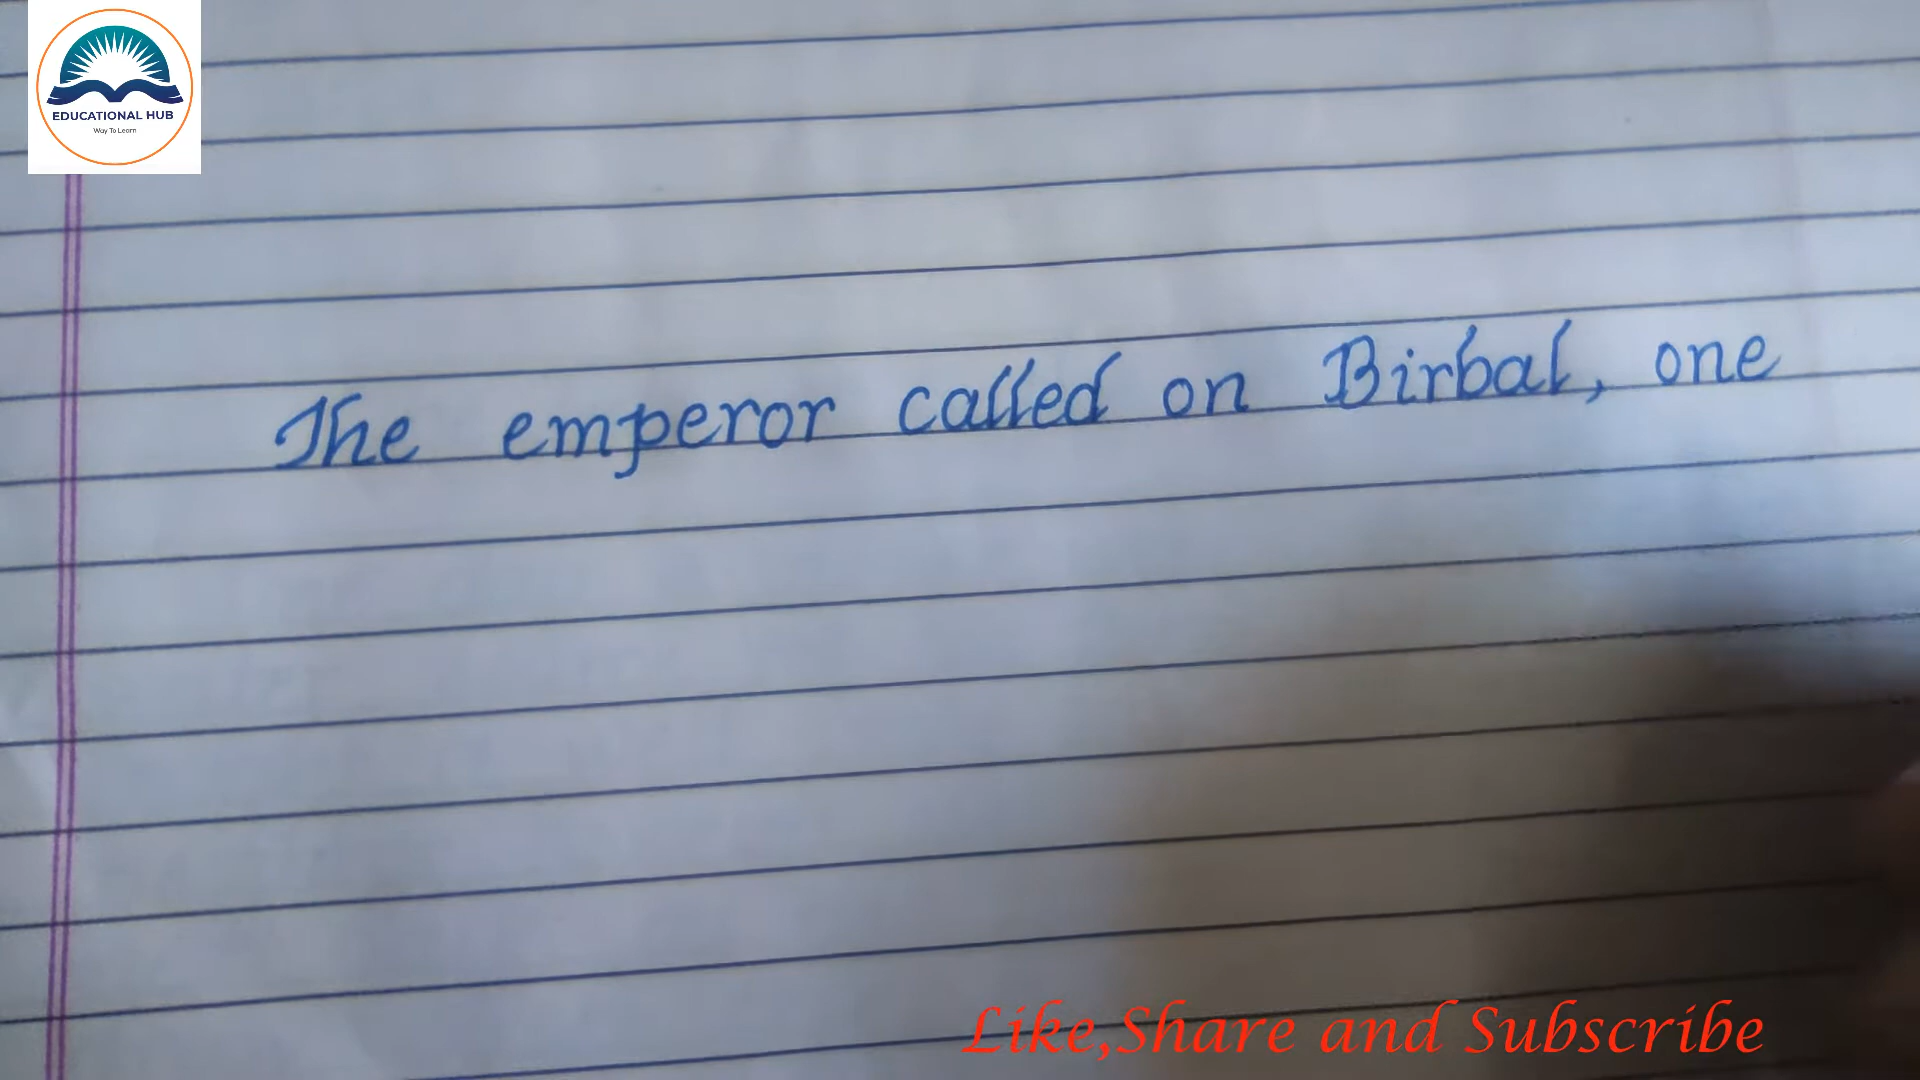 EDUCATIONAL HUB
Way To Learn
The emperor called on Birbal, one
Like,Share and Subscribe